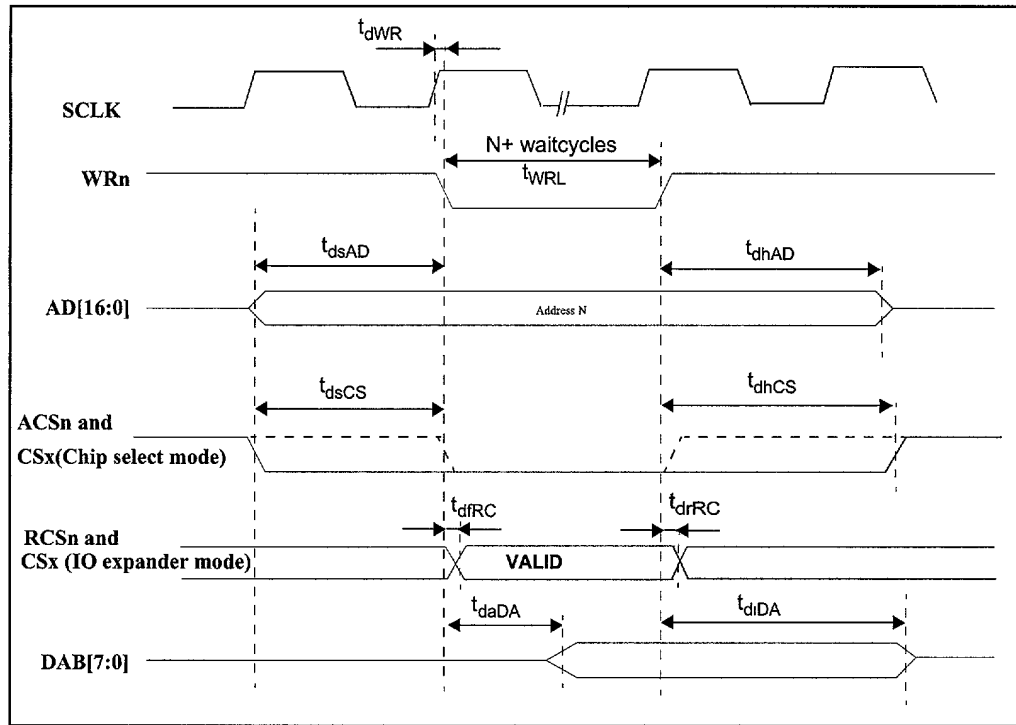 tdWR
SCLK
N+ waitcycles
WRn
tWRL
tdsAD
tdhAD
AD[16:0]
Address N
tdsCS
tdhCS
ACSn and
CSx(Chip select mode)
tdfRC
tdrRC
RCSn and
CSx (IO expander mode)
VALID
tdaDA
tdıDA
DAB[7:0]